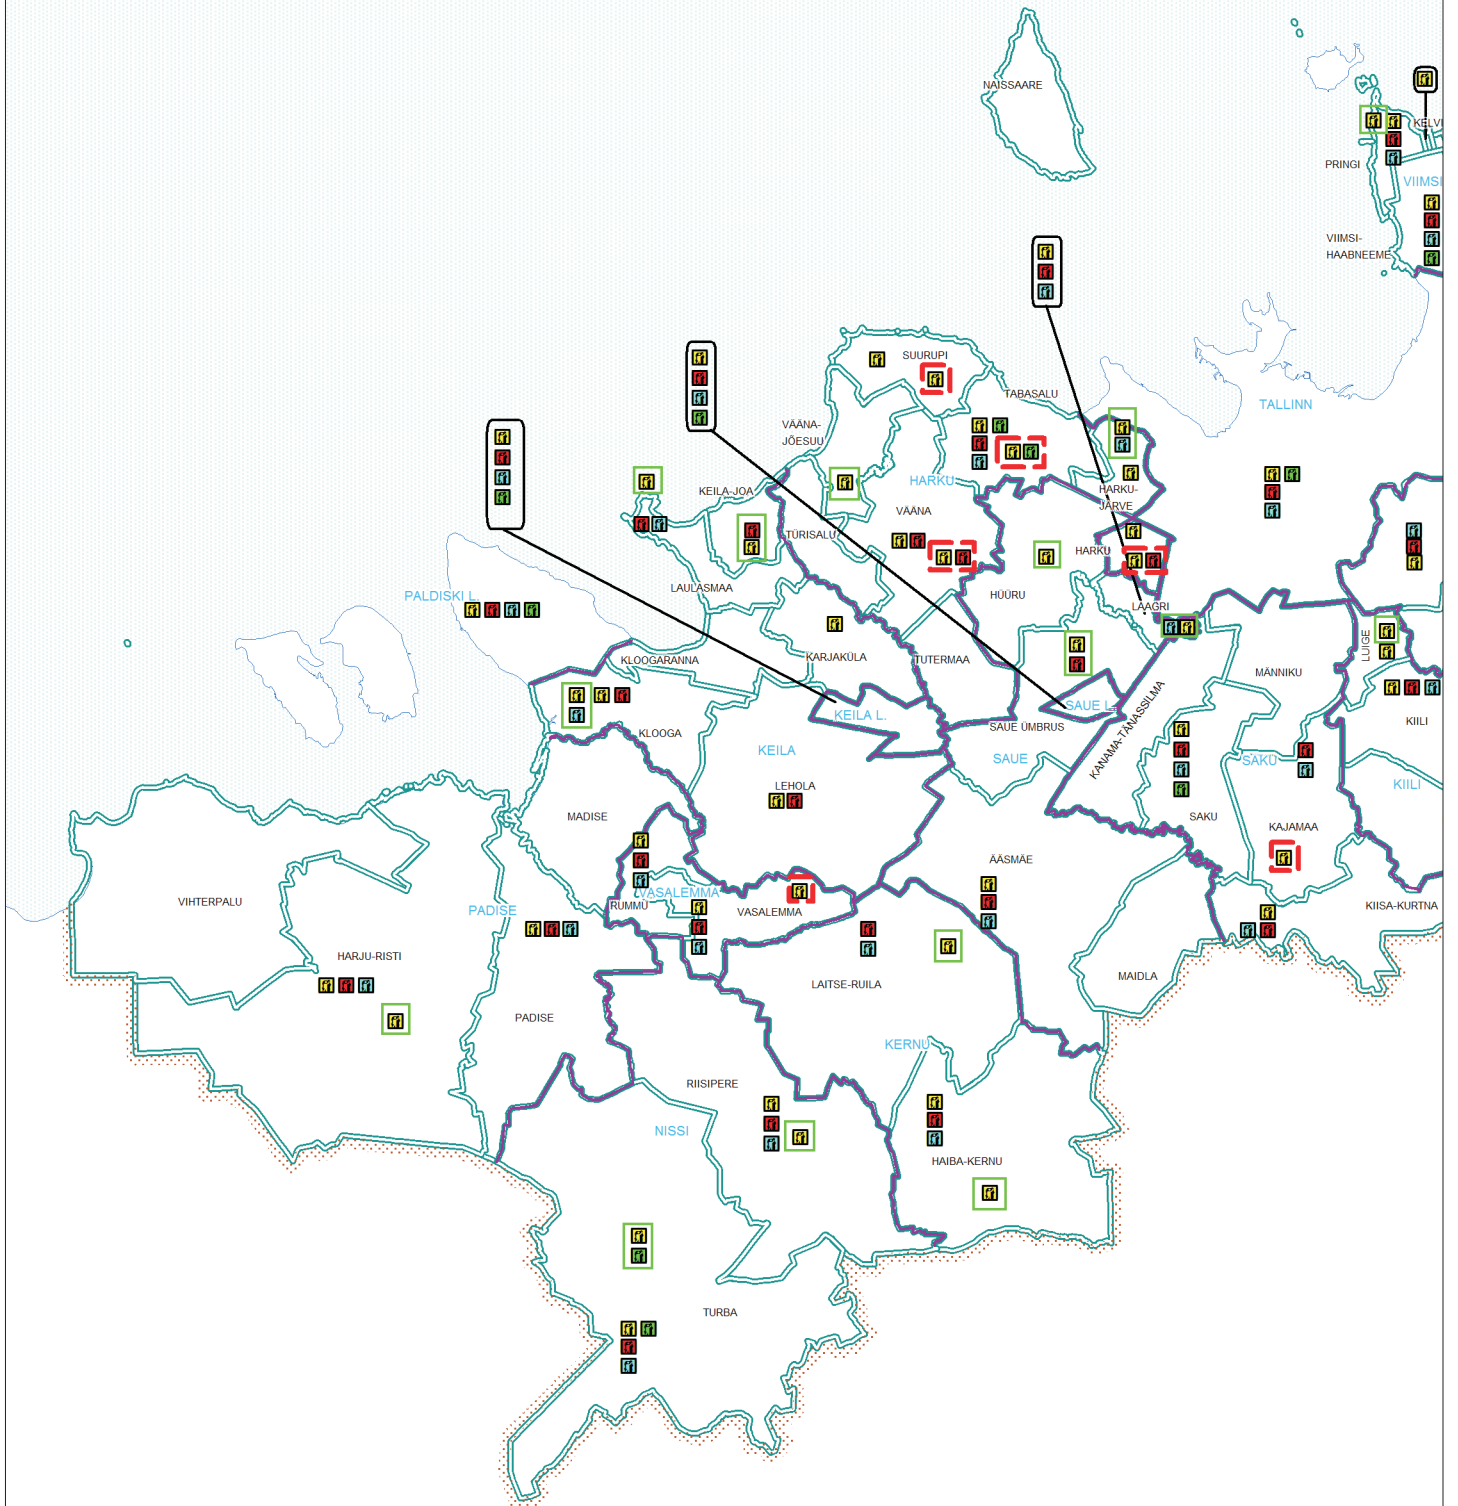 NAISSAARE
KELVI
PRINGI
VIIMSI
VIIMSI-
HAABNEEME
SUURUPI
TABASALU
TALLINN
VÄÄNA-
JÕESUU
HARKU
KEILA-JOA
HARKU-
JÄRVE
VÄÄNA
TÜRISALU
HARKU
LAULASMAA
HÜÜRU
PALDISKI L.
LAAGRI
LUIGE
KLOOGARANNA
KARJAKÜLA
TUTERMAA
MÄNNIKU
KANAMA-TÄNASSILMA
SAUE L.
KEILA L.
KIILI
SAUE ÜMBRUS
KLOOGA
KEILA
SAUE
SAKU
KIILI
LEHOLA
MADISE
SAKU
KAJAMAA
ÄÄSMÄE
VASALEMMA
VIHTERPALU
PADISE
RUMMU
VASALEMMA
KIISA-KURTNA
HARJU-RISTI
LAITSE-RUILA
MAIDLA
PADISE
KERNU
RIISIPERE
NISSI
HAIBA-KERNU
TURBA